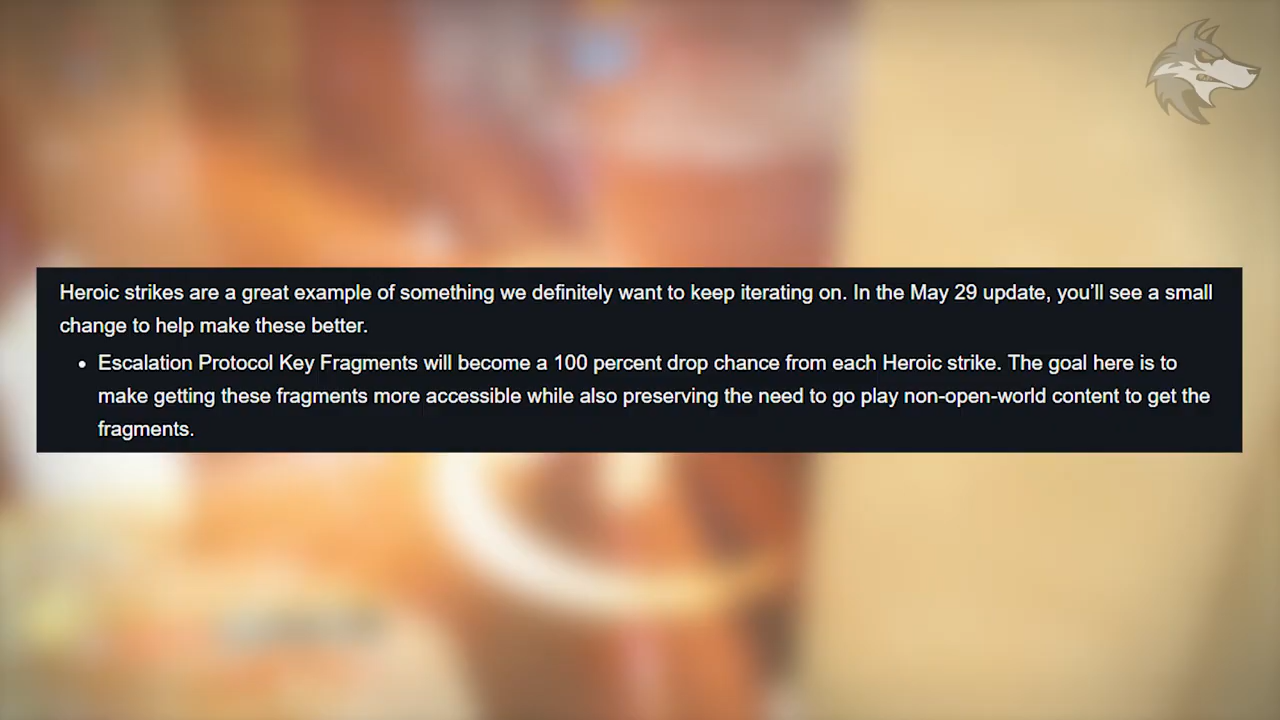 Heroic strikes are a great example of something we definitely want to keep iterating on. In the May 29 update, you’ll see a small
change to help make these better.
• Escalation Protocol Key Fragments will become a 100 percent drop chance from each Heroic strike. The goal here is to
make getting these fragments more accessible while also preserving the need to go play non-open-world content to get the
fragments.